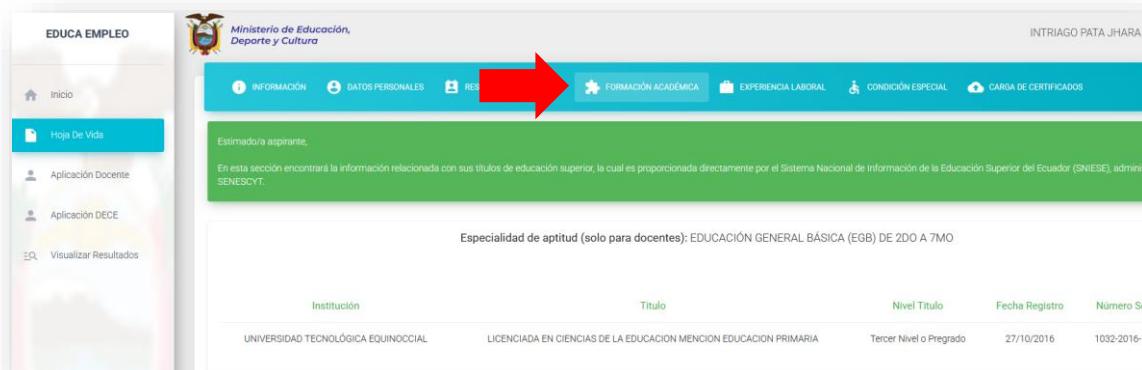 EDUCA EMPLEO
Ministerio de Educación,
Deporte y Cultura
INTRIAGO PATA JHARA
Inicio
Hoja De Vida
Aplicación Docente
Aplicación DECE
Visualizar Resultados
INFORMACIÓN DATOS PERSONALES RES FORMACIÓN ACADÉMICA EXPERIENCIA LABORAL CONDICIÓN ESPECIAL CARGA DE CERTIFICADOS
Estimado/a aspirante,
En esta sección encontrará la información relacionada con sus títulos de educación superior, la cual es proporcionada directamente por el Sistema Nacional de Información de la Educación Superior del Ecuador (SNIESE), admini
SENESCYT.
Especialidad de aptitud (solo para docentes): EDUCACIÓN GENERAL BÁSICA (EGB) DE 2DO A 7MO
Institución Titulo Nivel Titulo Fecha Registro Número S
UNIVERSIDAD TECNOLÓGICA EQUINOCCIAL LICENCIADA EN CIENCIAS DE LA EDUCACION MENCION EDUCACION PRIMARIA Tercer Nivel o Pregrado 27/10/2016 1032-2016-